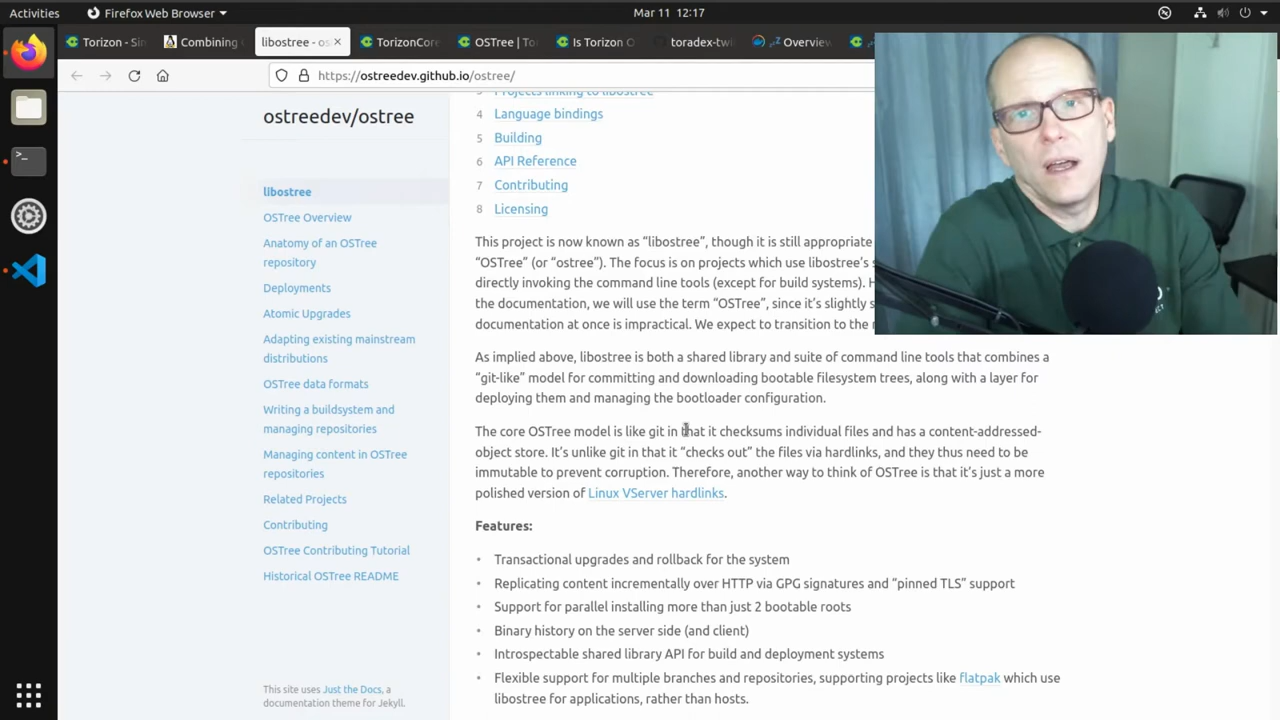 Activities
Firefox Web Browser
Mar 11 12:17
Torizon - Sin
Combining
libostree - os
TorizonCor
OSTree | To
Is Torizon O
toradex-twi
Overvie
https://ostreedev.github.io/ostree/
ostreedev/ostree
libostree
OSTree Overview
Anatomy of an OSTree
repository
Deployments
Atomic Upgrades
Adapting existing mainstream
distributions
OSTree data formats
Writing a buildsystem and
managing repositories
Managing content in OSTree
repositories
Related Projects
Contributing
OSTree Contributing Tutorial
Historical OSTree README
This site uses Just the Docs, a
documentation theme for Jekyll.
3 Projects linking to libostree
4 Language bindings
5 Building
6 API Reference
7 Contributing
8 Licensing
This project is now known as “libostree”, though it is still appropriate
“OSTree” (or “ostree”). The focus is on projects which use libostree’s s
directly invoking the command line tools (except for build systems). H
the documentation, we will use the term “OSTree”, since it’s slightly s
documentation at once is impractical. We expect to transition to the n
As implied above, libostree is both a shared library and suite of command line tools that combines a
“git-like” model for committing and downloading bootable filesystem trees, along with a layer for
deploying them and managing the bootloader configuration.
The core OSTree model is like git in that it checksums individual files and has a content-addressed-
object store. It’s unlike git in that it “checks out” the files via hardlinks, and they thus need to be
immutable to prevent corruption. Therefore, another way to think of OSTree is that it’s just a more
polished version of Linux VServer hardlinks.
Features:
• Transactional upgrades and rollback for the system
• Replicating content incrementally over HTTP via GPG signatures and “pinned TLS” support
• Support for parallel installing more than just 2 bootable roots
• Binary history on the server side (and client)
• Introspectable shared library API for build and deployment systems
• Flexible support for multiple branches and repositories, supporting projects like flatpak which use
libostree for applications, rather than hosts.